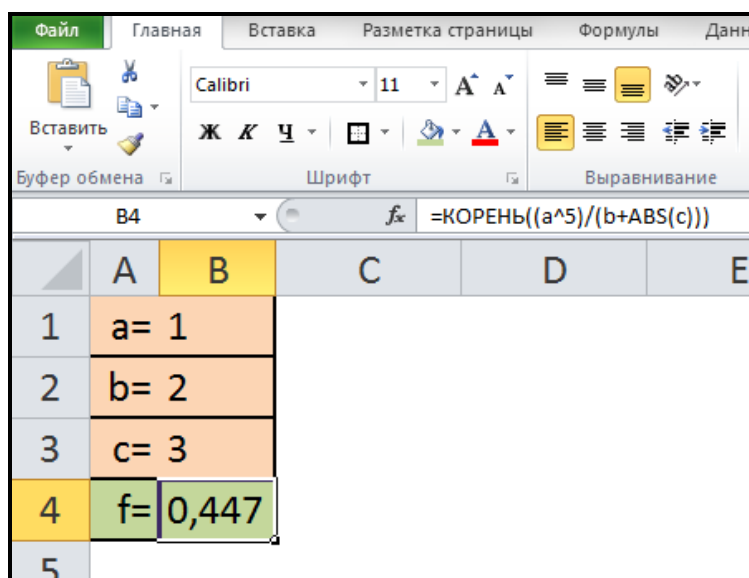 Файл Главная Вставка Разметка страницы Формулы Данн
Calibri 11 A A
Вставить Ж К Ч А
Буфер обмена Шрифт Выравнивание
B4 fx =КОРЕНЬ((a^5)/(b+ABS(c)))
A B C D E
1 a= 1
2 b= 2
3 c= 3
4 f= 0,447
5